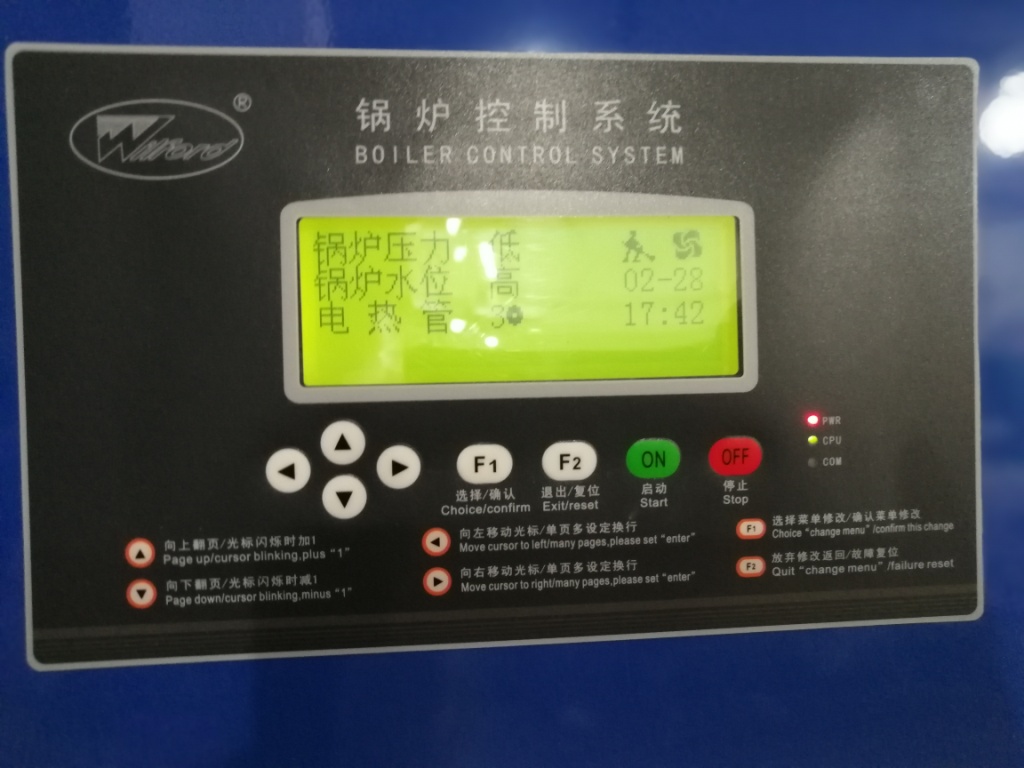 Willford®
锅炉控制系统
BOILER CONTROL SYSTEM
锅炉压力 低
锅炉水位 高 02-28
电热管 3 17:42
PWR
CPU
COM
F1 F2 ON OFF
选择/确认 退出/复位 启动 停止
Choice/confirm Exit/reset Start Stop
向上翻页/光标闪烁时加1
Page up/cursor blinking,plus “1”
向下翻页/光标闪烁时减1
Page down/cursor blinking,minus “1”
向左移动光标/单页多设定换行
Move cursor to left/many pages,please set “enter”
向右移动光标/单页多设定换行
Move cursor to right/many pages,please set “enter”
F1 选择菜单修改/确认菜单修改
Choice “change menu”/confirm this change
F2 放弃修改返回/故障复位
Quit “change menu”/failure reset